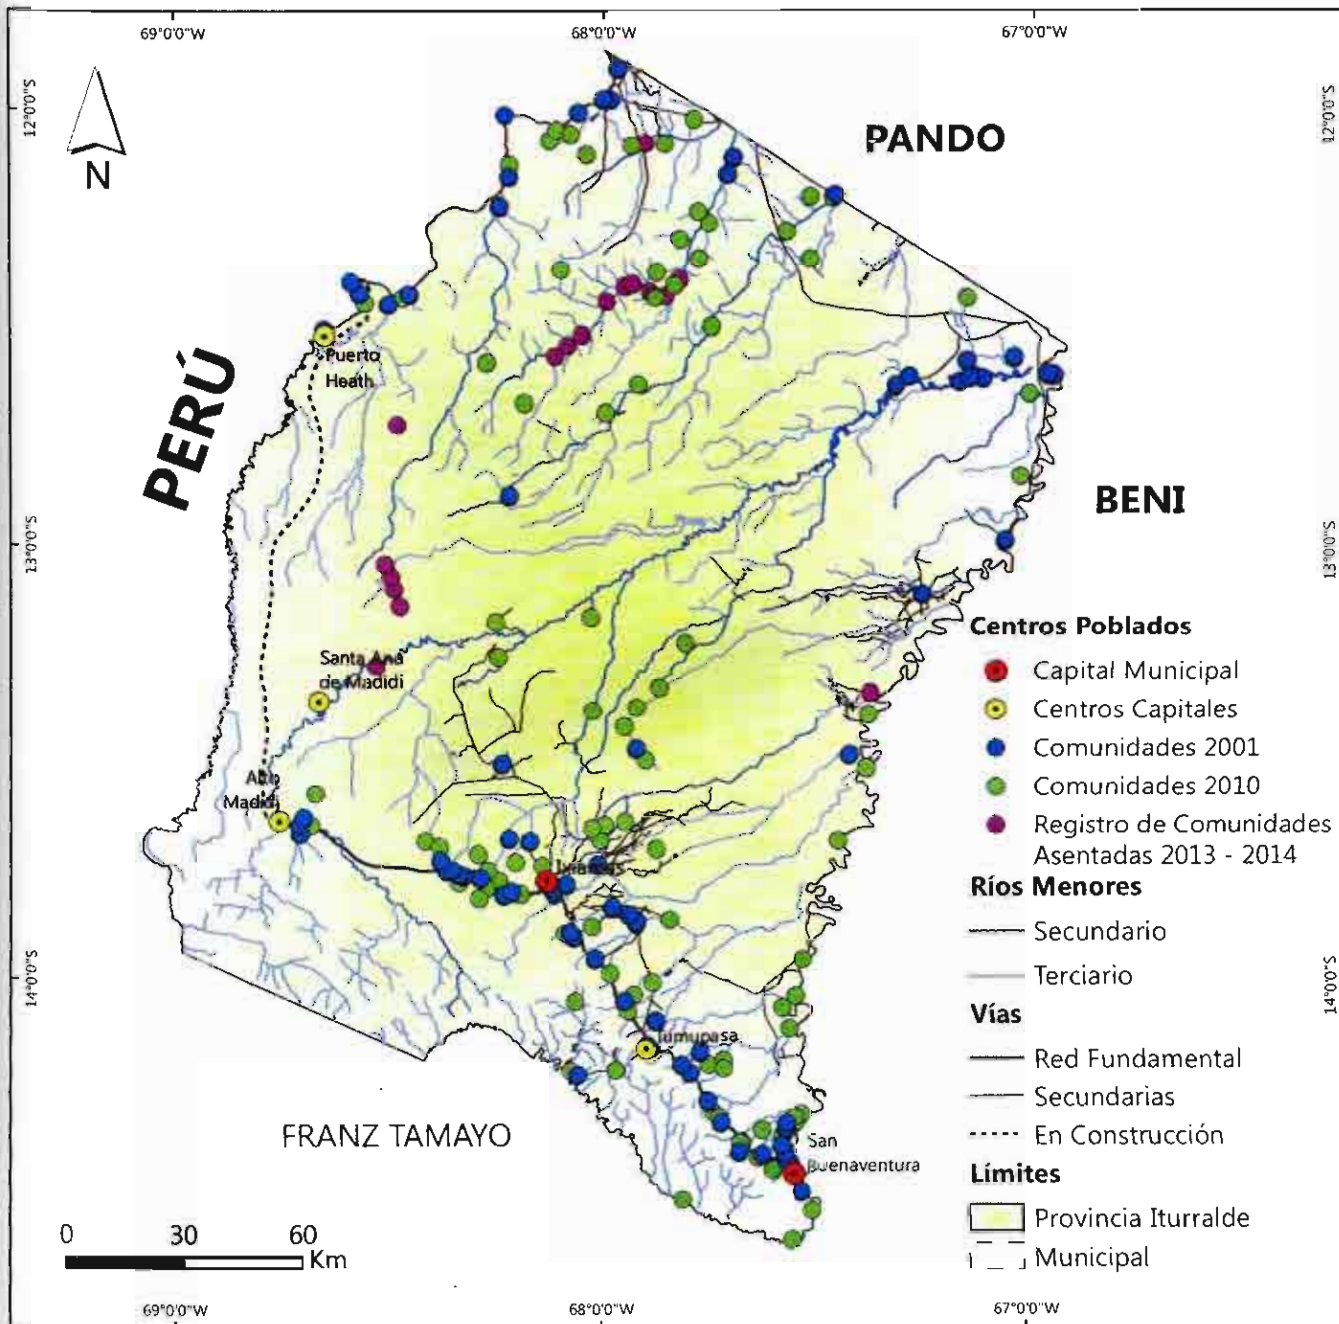 69°0'0"W
68°0'0"W
67°0'0"W
12°0'0"S
12°0'0"S
N
PANDO
PERÚ
Puerto
Heath
BENI
13°0'0"S
13°0'0"S
Santa Ana
de Madidi
Alto
Madidi
Ixiamas
Tumupasa
San
Buenaventura
14°0'0"S
14°0'0"S
FRANZ TAMAYO
Centros Poblados
Capital Municipal
Centros Capitales
Comunidades 2001
Comunidades 2010
Registro de Comunidades
Asentadas 2013 - 2014
Ríos Menores
Secundario
Terciario
Vías
Red Fundamental
Secundarias
En Construcción
Límites
Provincia Iturralde
Municipal
0 30 60
Km
69°0'0"W
68°0'0"W
67°0'0"W